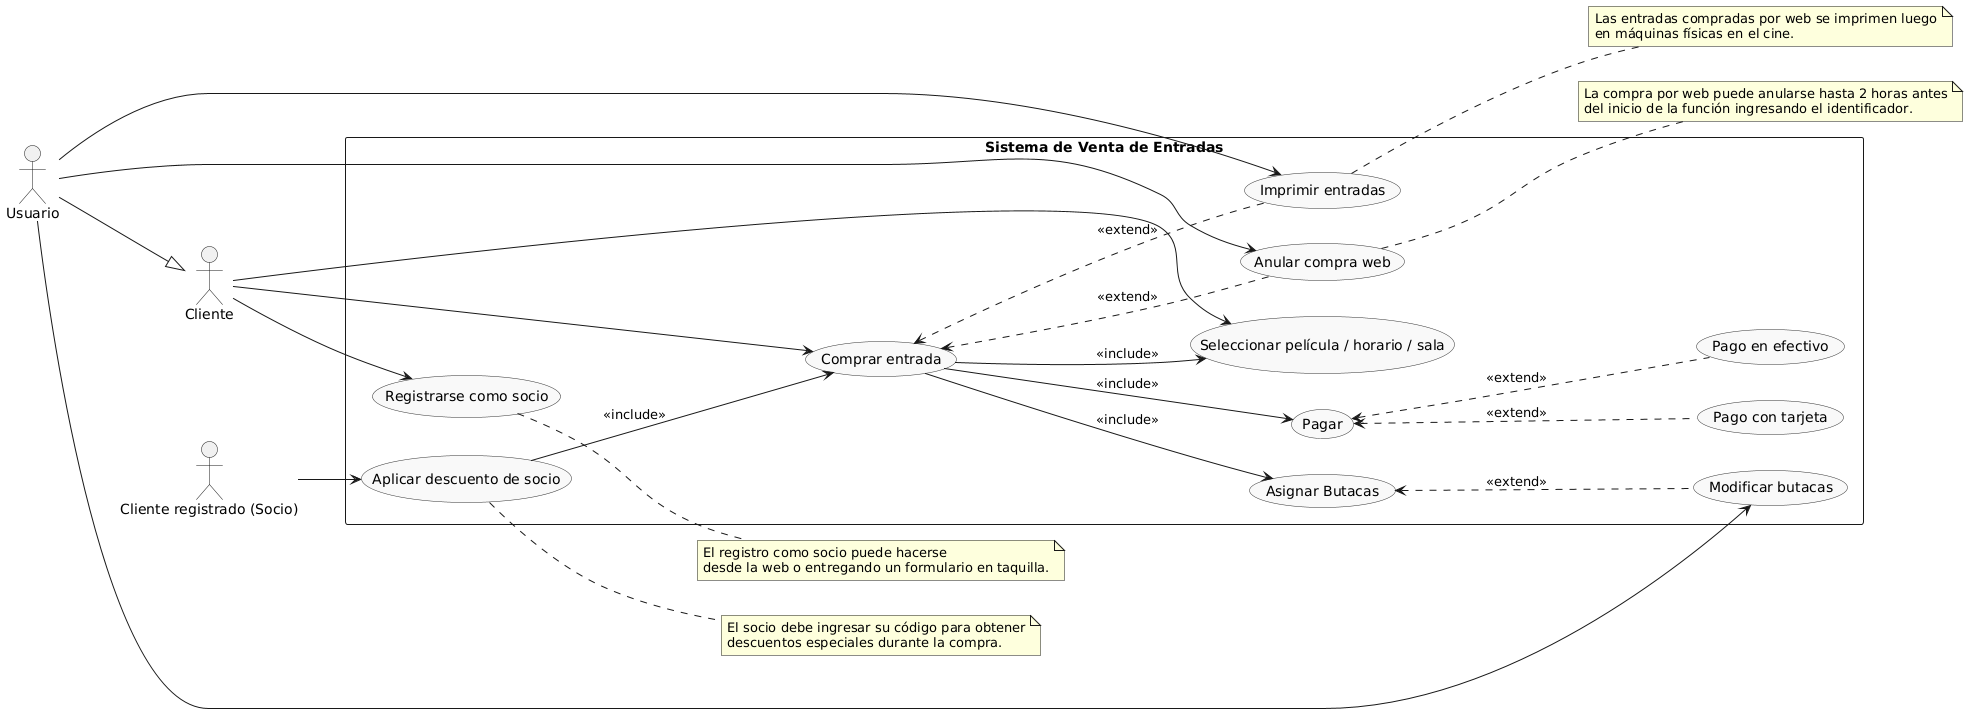 Las entradas compradas por web se imprimen luego
en máquinas físicas en el cine.
La compra por web puede anularse hasta 2 horas antes
del inicio de la función ingresando el identificador.
Sistema de Venta de Entradas
Usuario
Imprimir entradas
«extend»
Anular compra web
Cliente
«extend»
Seleccionar película / horario / sala
Pago en efectivo
«include»
Comprar entrada
«extend»
«include»
Registrarse como socio
«include»
«extend»
Pago con tarjeta
Pagar
«include»
Aplicar descuento de socio
«extend»
Modificar butacas
Asignar Butacas
Cliente registrado (Socio)
El registro como socio puede hacerse
desde la web o entregando un formulario en taquilla.
El socio debe ingresar su código para obtener
descuentos especiales durante la compra.